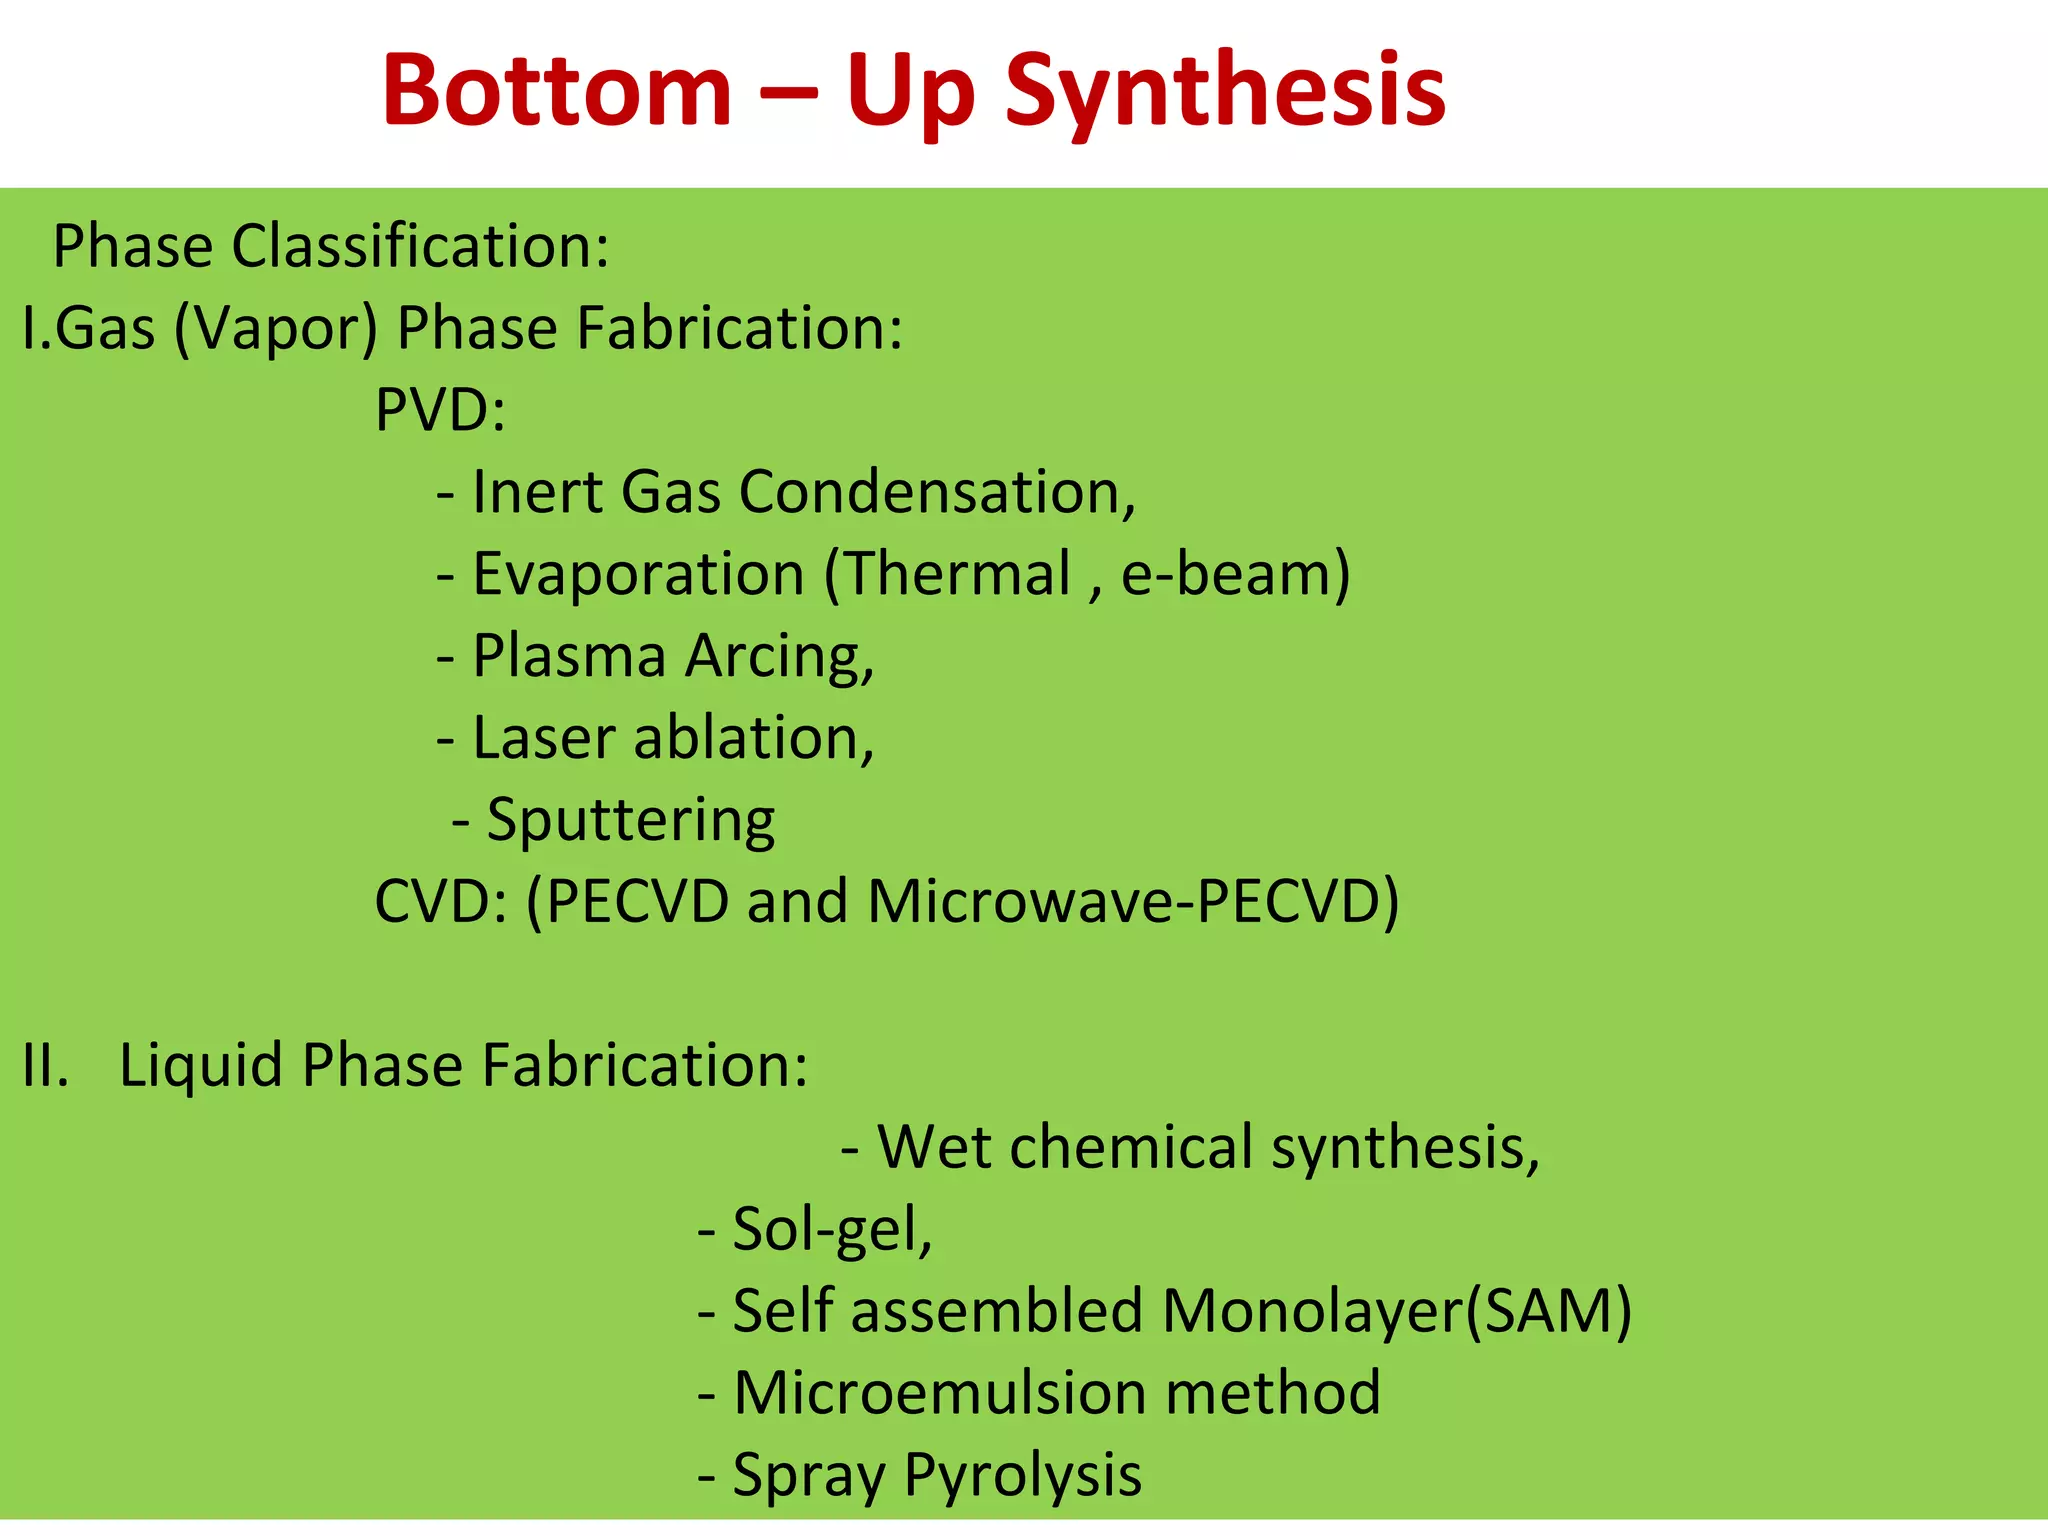 Bottom – Up Synthesis
Phase Classification:
I.Gas (Vapor) Phase Fabrication:
PVD:
- Inert Gas Condensation,
- Evaporation (Thermal , e-beam)
- Plasma Arcing,
- Laser ablation,
- Sputtering
CVD: (PECVD and Microwave-PECVD)
II. Liquid Phase Fabrication:
- Wet chemical synthesis,
- Sol-gel,
- Self assembled Monolayer(SAM)
- Microemulsion method
- Spray Pyrolysis